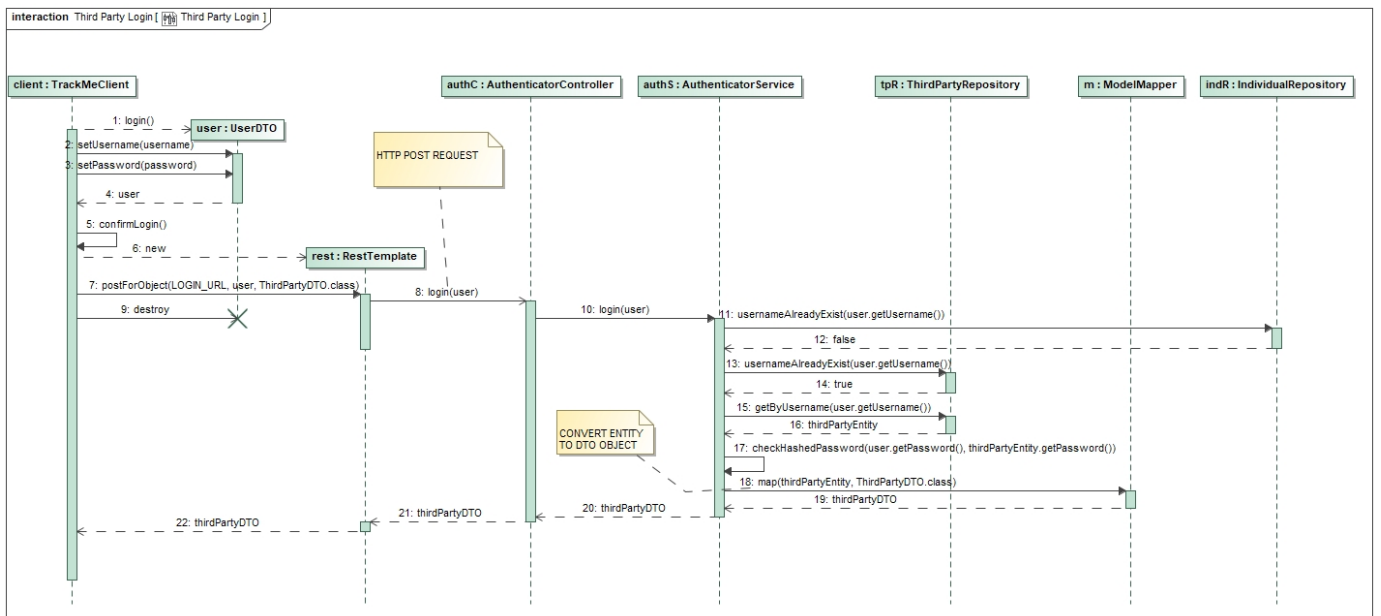 interaction Third Party Login [ Third Party Login ]
client : TrackMeClient
authC : AuthenticatorController
authS : AuthenticatorService
tpR : ThirdPartyRepository
m : ModelMapper
indR : IndividualRepository
1: login()
user : UserDTO
2: setUsername(username)
3: setPassword(password)
4: user
5: confirmLogin()
6: new
rest : RestTemplate
HTTP POST REQUEST
7: postForObject(LOGIN_URL, user, ThirdPartyDTO.class)
8: login(user)
9: destroy
10: login(user)
11: usernameAlreadyExist(user.getUsername())
12: false
13: usernameAlreadyExist(user.getUsername())
14: true
15: getByUsername(user.getUsername())
16: thirdPartyEntity
CONVERT ENTITY
TO DTO OBJECT
17: checkHashedPassword(user.getPassword(), thirdPartyEntity.getPassword())
18: map(thirdPartyEntity, ThirdPartyDTO.class)
19: thirdPartyDTO
20: thirdPartyDTO
21: thirdPartyDTO
22: thirdPartyDTO